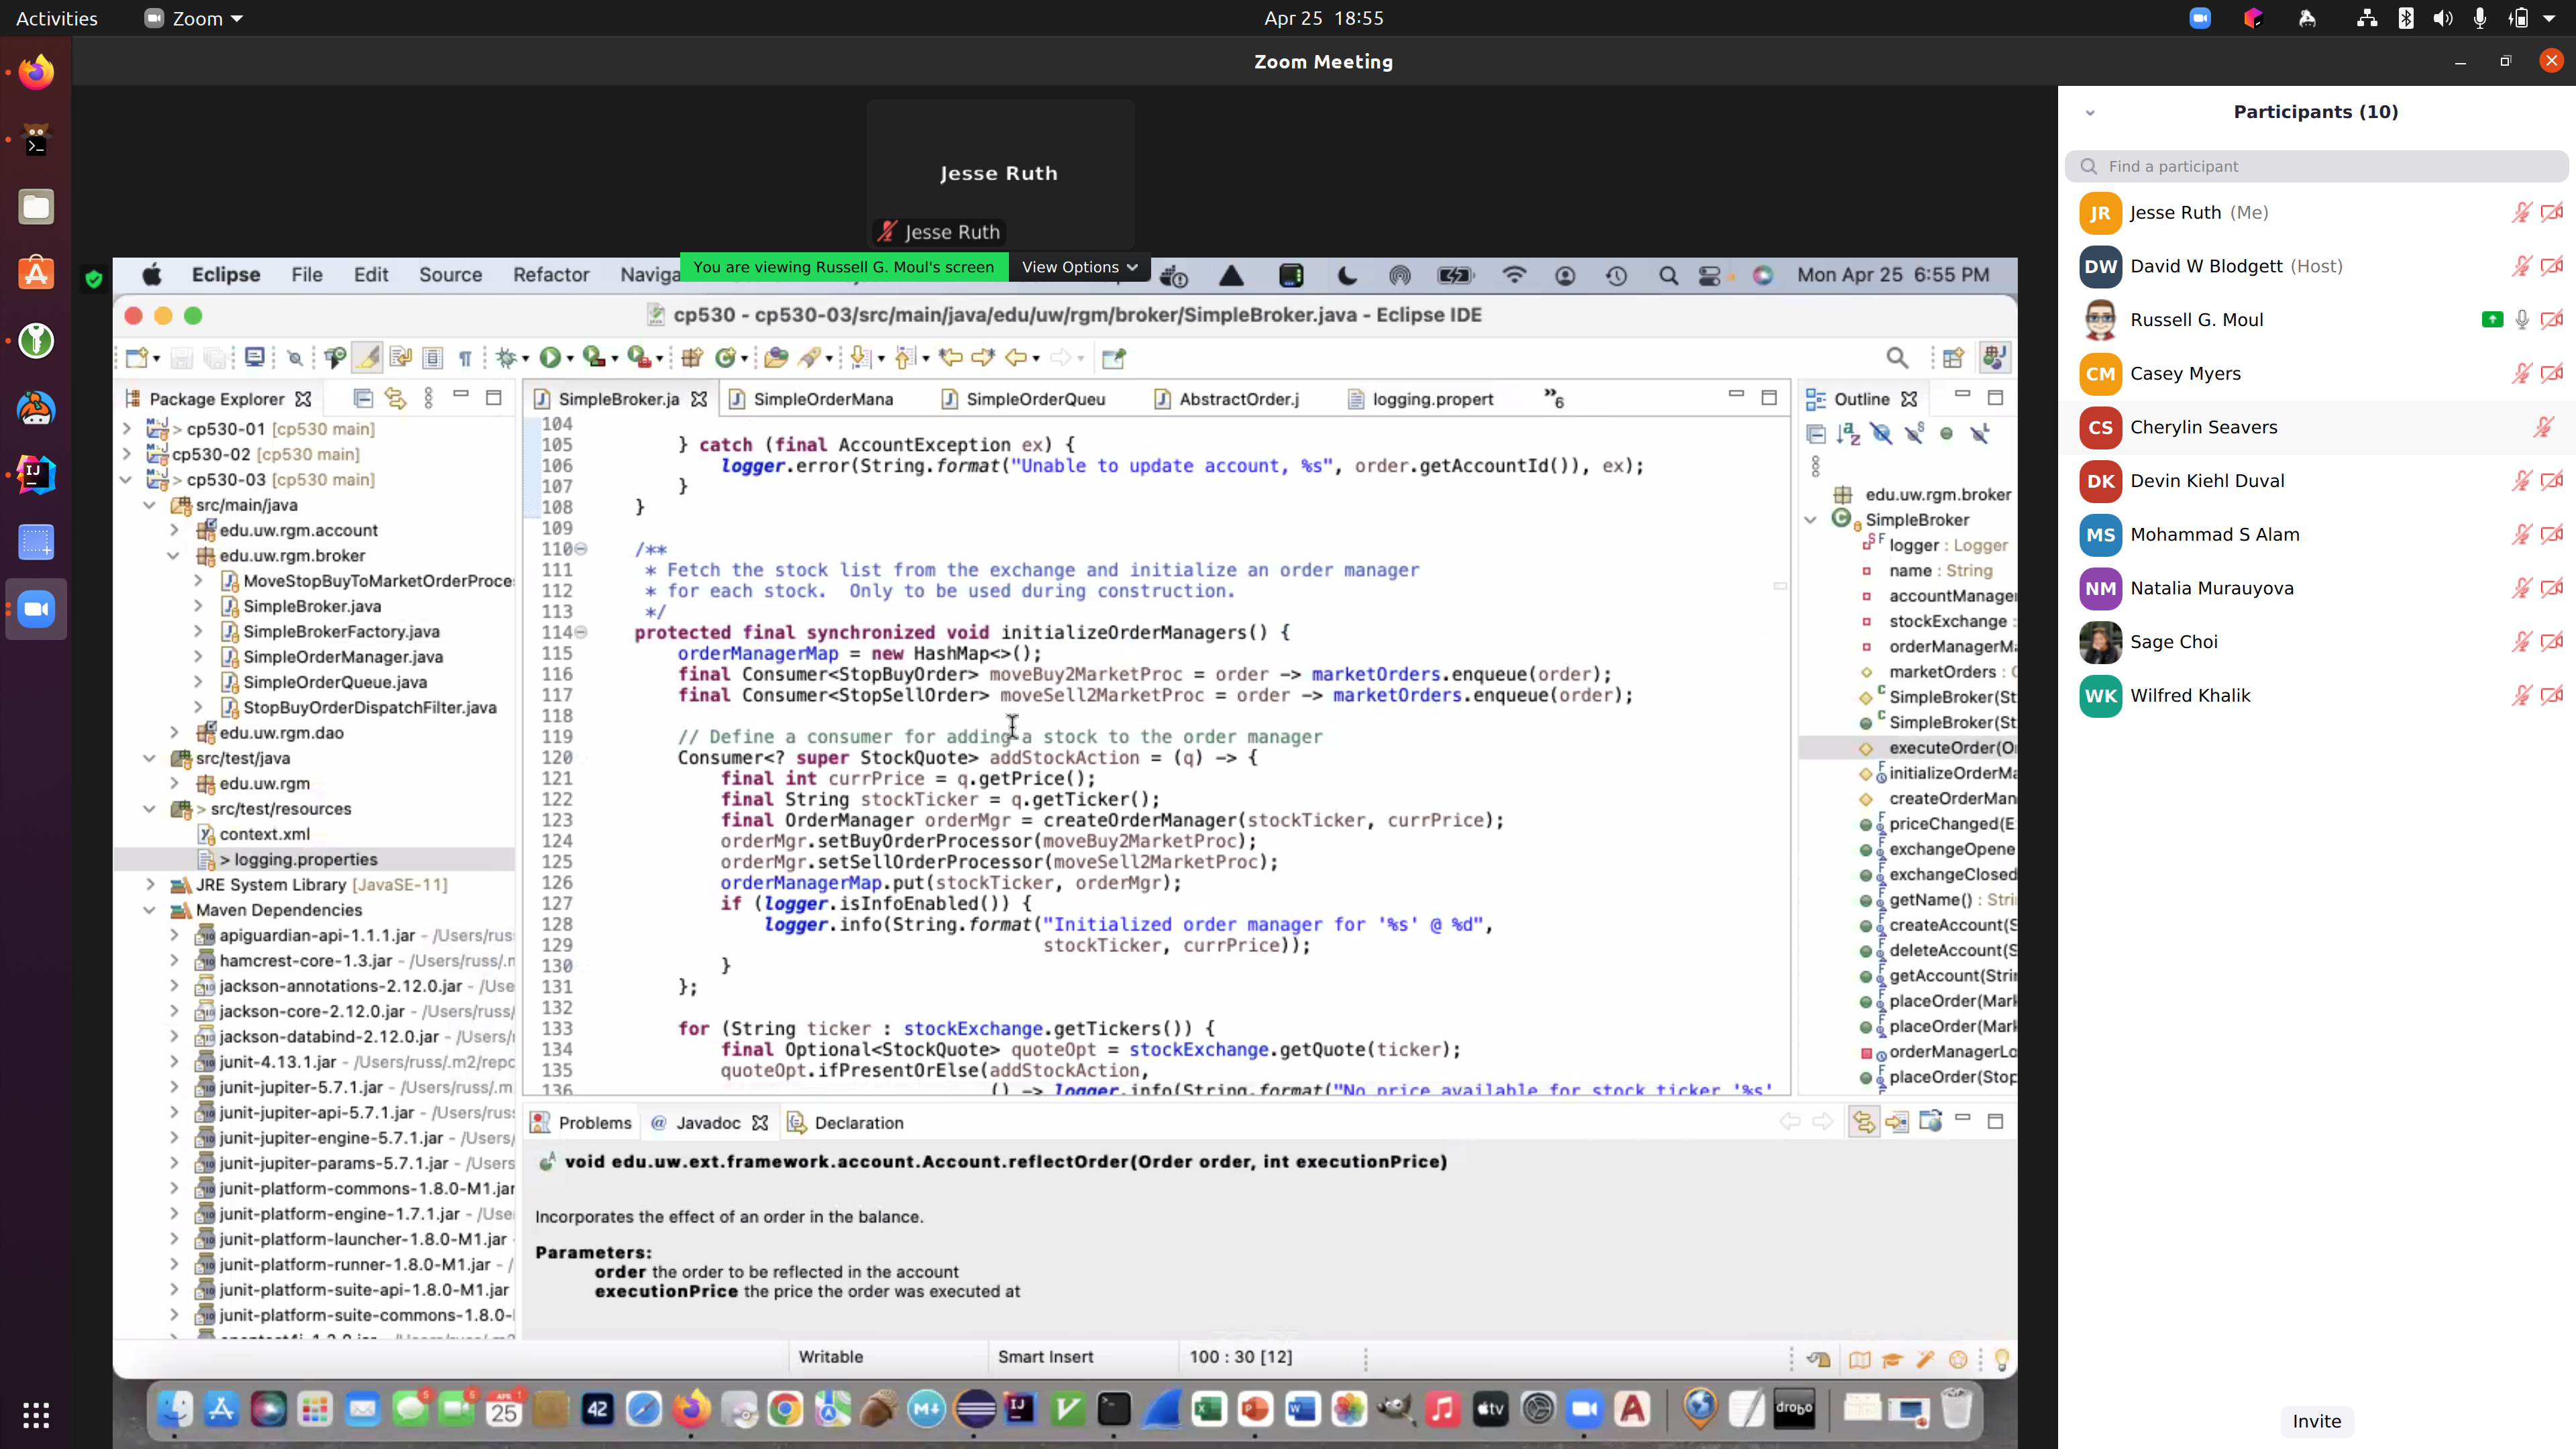 Activities
Zoom
Apr 25 18:55
Zoom Meeting
Jesse Ruth
Jesse Ruth
You are viewing Russell G. Moul's screen
View Options
Eclipse File Edit Source Refactor Naviga
Mon Apr 25 6:55 PM
cp530 - cp530-03/src/main/java/edu/uw/rgm/broker/SimpleBroker.java - Eclipse IDE
Package Explorer
> cp530-01 [cp530 main]
cp530-02 [cp530 main]
> cp530-03 [cp530 main]
src/main/java
edu.uw.rgm.account
edu.uw.rgm.broker
MoveStopBuyToMarketOrderProce
SimpleBroker.java
SimpleBrokerFactory.java
SimpleOrderManager.java
SimpleOrderQueue.java
StopBuyOrderDispatchFilter.java
edu.uw.rgm.dao
src/test/java
edu.uw.rgm
> src/test/resources
context.xml
> logging.properties
JRE System Library [JavaSE-11]
Maven Dependencies
apiguardian-api-1.1.1.jar - /Users/rus
hamcrest-core-1.3.jar - /Users/russ/.n
jackson-annotations-2.12.0.jar - /Use
jackson-core-2.12.0.jar - /Users/russ/
jackson-databind-2.12.0.jar - /Users/
junit-4.13.1.jar - /Users/russ/.m2/repo
junit-jupiter-5.7.1.jar - /Users/russ/.m
junit-jupiter-api-5.7.1.jar - /Users/rus
junit-jupiter-engine-5.7.1.jar - /Users/
junit-jupiter-params-5.7.1.jar - /Users
junit-platform-commons-1.8.0-M1.jar
junit-platform-engine-1.7.1.jar - /Use
junit-platform-launcher-1.8.0-M1.jar
junit-platform-runner-1.8.0-M1.jar - /
junit-platform-suite-api-1.8.0-M1.jar
junit-platform-suite-commons-1.8.0-
SimpleBroker.ja
SimpleOrderMana
SimpleOrderQueu
AbstractOrder.j
logging.propert
»6
104
105 } catch (final AccountException ex) {
106 logger.error(String.format("Unable to update account, %s", order.getAccountId()), ex);
107 }
108 }
109
110 /**
111 * Fetch the stock list from the exchange and initialize an order manager
112 * for each stock.  Only to be used during construction.
113 */
114 protected final synchronized void initializeOrderManagers() {
115 orderManagerMap = new HashMap<>();
116 final Consumer<StopBuyOrder> moveBuy2MarketProc = order -> marketOrders.enqueue(order);
117 final Consumer<StopSellOrder> moveSell2MarketProc = order -> marketOrders.enqueue(order);
118
119 // Define a consumer for adding a stock to the order manager
120 Consumer<? super StockQuote> addStockAction = (q) -> {
121 final int currPrice = q.getPrice();
122 final String stockTicker = q.getTicker();
123 final OrderManager orderMgr = createOrderManager(stockTicker, currPrice);
124 orderMgr.setBuyOrderProcessor(moveBuy2MarketProc);
125 orderMgr.setSellOrderProcessor(moveSell2MarketProc);
126 orderManagerMap.put(stockTicker, orderMgr);
127 if (logger.isInfoEnabled()) {
128 logger.info(String.format("Initialized order manager for '%s' @ %d",
129 stockTicker, currPrice));
130 }
131 };
132
133 for (String ticker : stockExchange.getTickers()) {
134 final Optional<StockQuote> quoteOpt = stockExchange.getQuote(ticker);
135 quoteOpt.ifPresentOrElse(addStockAction,
136 () -> logger.info(String.format("No price available for stock ticker '%s'
Outline
edu.uw.rgm.broker
SimpleBroker
logger : Logger
name : String
accountManage
stockExchange :
orderManagerM
marketOrders :
SimpleBroker(St
SimpleBroker(St
executeOrder(O
initializeOrderMa
createOrderMan
priceChanged(E
exchangeOpene
exchangeClosed
getName() : Stri
createAccount(S
deleteAccount(S
getAccount(Strin
placeOrder(Mark
placeOrder(Mark
orderManagerLo
placeOrder(Stop
Problems
@ Javadoc
Declaration
void edu.uw.ext.framework.account.Account.reflectOrder(Order order, int executionPrice)
Incorporates the effect of an order in the balance.
Parameters:
order the order to be reflected in the account
executionPrice the price the order was executed at
Writable
Smart Insert
100 : 30 [12]
Participants (10)
Find a participant
JR Jesse Ruth (Me)
DW David W Blodgett (Host)
Russell G. Moul
CM Casey Myers
CS Cherylin Seavers
DK Devin Kiehl Duval
MS Mohammad S Alam
NM Natalia Murauyova
Sage Choi
WK Wilfred Khalik
Invite
APR
25
42
M
IJ
tv
drobo